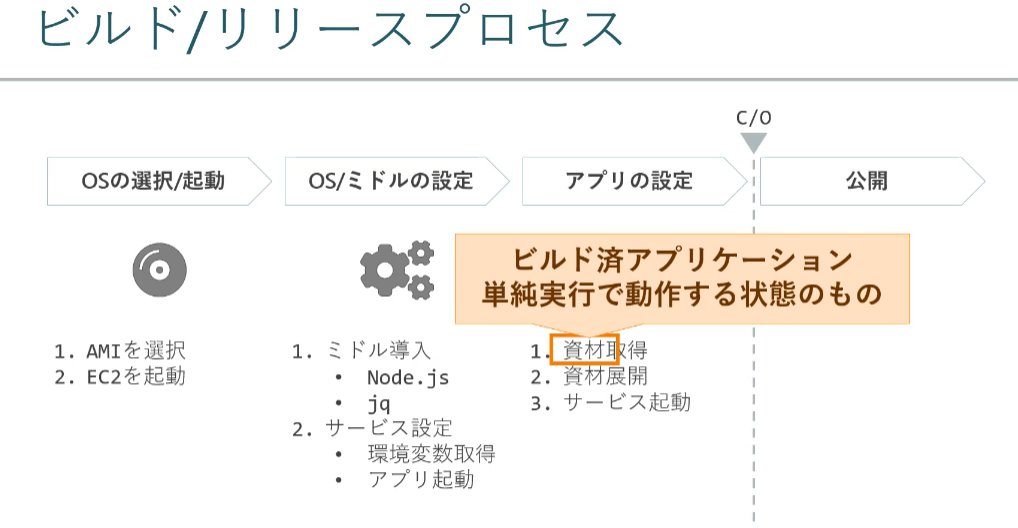 ビルド/リリースプロセス
C/O
OSの選択/起動
OS/ミドルの設定
アプリの設定
公開
ビルド済アプリケーション
単純実行で動作する状態のもの
1. AMIを選択
2. EC2を起動
1. ミドル導入
• Node.js
• jq
2. サービス設定
• 環境変数取得
• アプリ起動
1. 資材取得
2. 資材展開
3. サービス起動